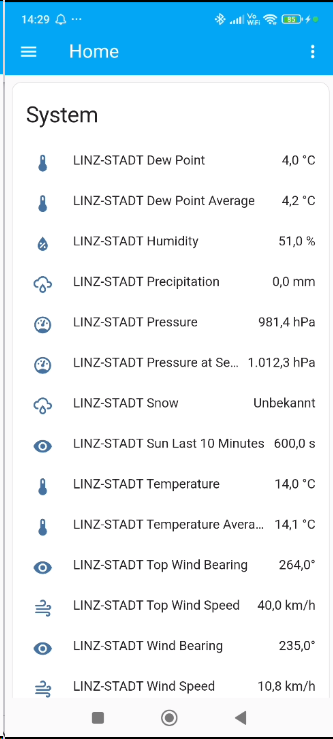 14:29
Vo
WiFi
85
Home
System
LINZ-STADT Dew Point 4,0 °C
LINZ-STADT Dew Point Average 4,2 °C
LINZ-STADT Humidity 51,0 %
LINZ-STADT Precipitation 0,0 mm
LINZ-STADT Pressure 981,4 hPa
LINZ-STADT Pressure at Se... 1.012,3 hPa
LINZ-STADT Snow Unbekannt
LINZ-STADT Sun Last 10 Minutes 600,0 s
LINZ-STADT Temperature 14,0 °C
LINZ-STADT Temperature Avera... 14,1 °C
LINZ-STADT Top Wind Bearing 264,0°
LINZ-STADT Top Wind Speed 40,0 km/h
LINZ-STADT Wind Bearing 235,0°
LINZ-STADT Wind Speed 10,8 km/h